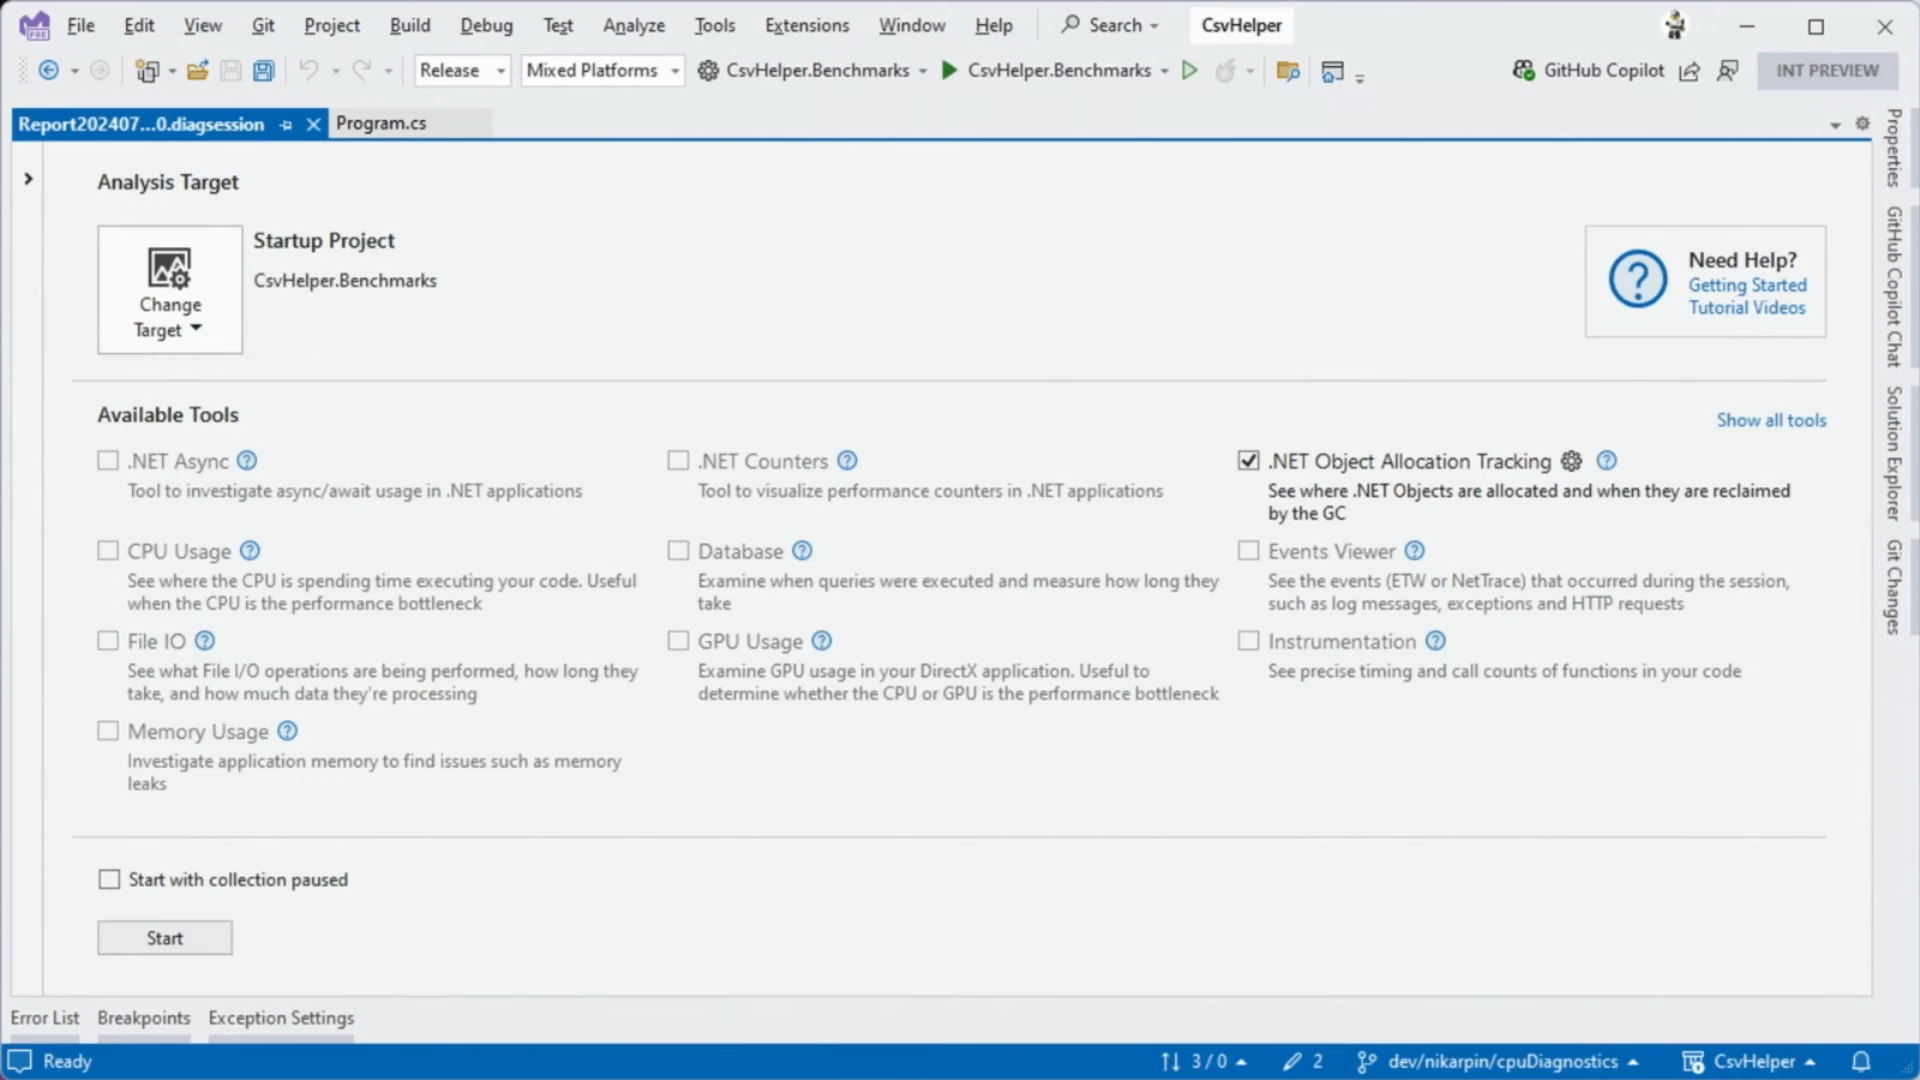 File Edit View Git Project Build Debug Test Analyze Tools Extensions Window Help Search CsvHelper
PRE
Release Mixed Platforms CsvHelper.Benchmarks CsvHelper.Benchmarks GitHub Copilot INT PREVIEW
Report202407...0.diagsession Program.cs
Analysis Target
Change
Target
Startup Project
CsvHelper.Benchmarks
Need Help?
Getting Started
Tutorial Videos
Available Tools
Show all tools
.NET Async
Tool to investigate async/await usage in .NET applications
.NET Counters
Tool to visualize performance counters in .NET applications
.NET Object Allocation Tracking
See where .NET Objects are allocated and when they are reclaimed
by the GC
CPU Usage
See where the CPU is spending time executing your code. Useful
when the CPU is the performance bottleneck
Database
Examine when queries were executed and measure how long they
take
Events Viewer
See the events (ETW or NetTrace) that occurred during the session,
such as log messages, exceptions and HTTP requests
File IO
See what File I/O operations are being performed, how long they
take, and how much data they're processing
GPU Usage
Examine GPU usage in your DirectX application. Useful to
determine whether the CPU or GPU is the performance bottleneck
Instrumentation
See precise timing and call counts of functions in your code
Memory Usage
Investigate application memory to find issues such as memory
leaks
Start with collection paused
Start
Properties
GitHub Copilot Chat
Solution Explorer
Git Changes
Error List Breakpoints Exception Settings
Ready 3 / 0 2 dev/nikarpin/cpuDiagnostics CsvHelper